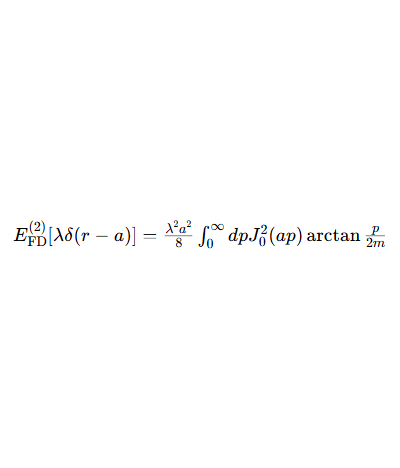 $E_{\mathrm{FD}}^{(2)}[\lambda\delta(r-a)] = \frac{\lambda^2 a^2}{8} \int_0^\infty dp J_0^2(ap) \arctan \frac{p}{2m}$